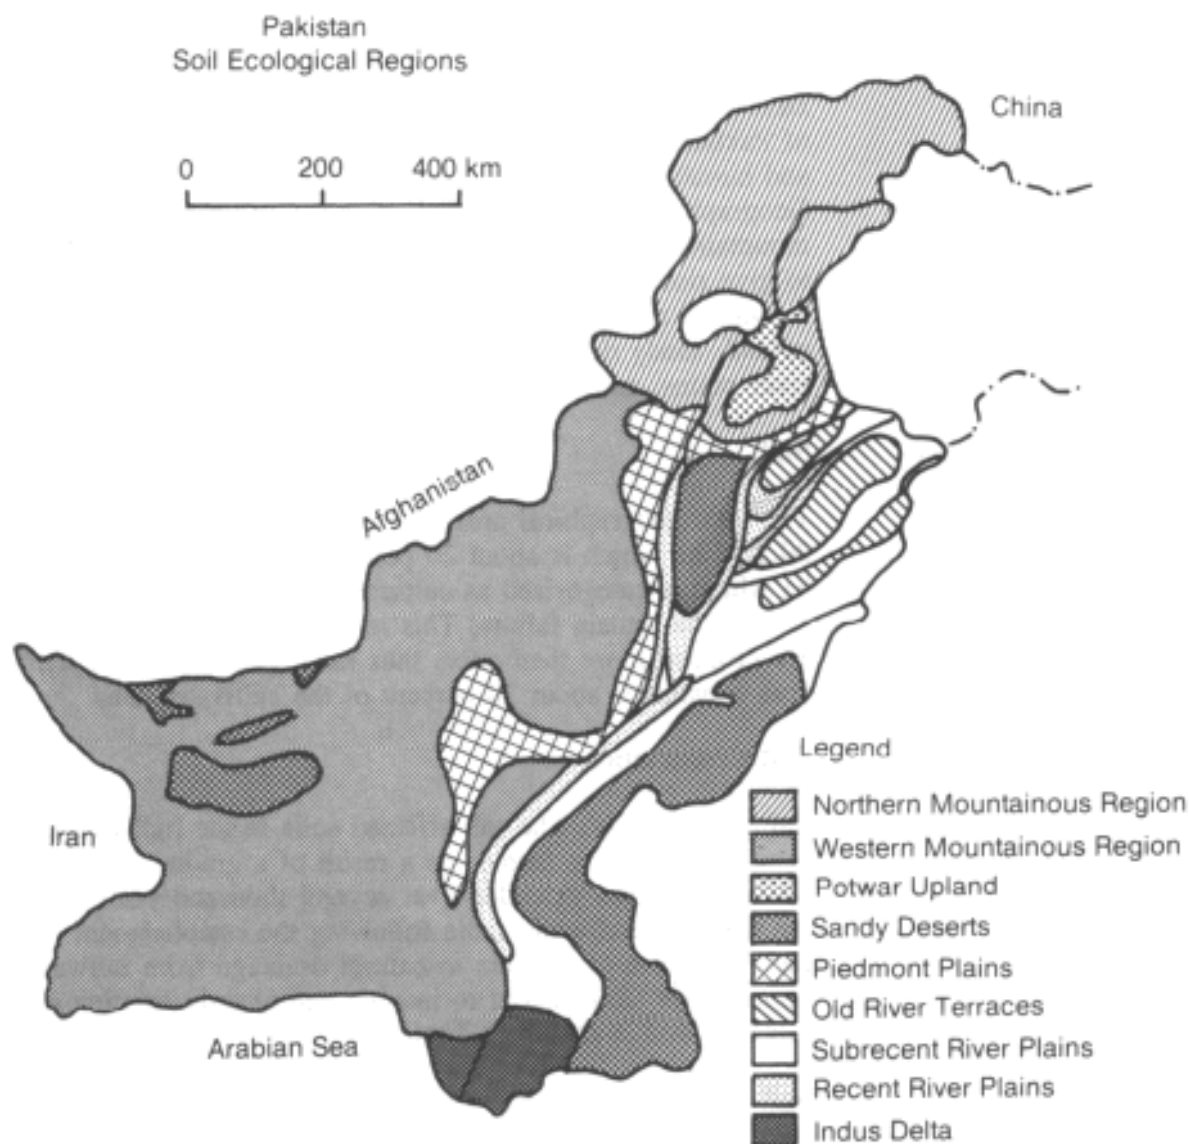 Pakistan
Soil Ecological Regions
0 200 400 km
China
Afghanistan
Iran
Arabian Sea
Legend
Northern Mountainous Region
Western Mountainous Region
Potwar Upland
Sandy Deserts
Piedmont Plains
Old River Terraces
Subrecent River Plains
Recent River Plains
Indus Delta